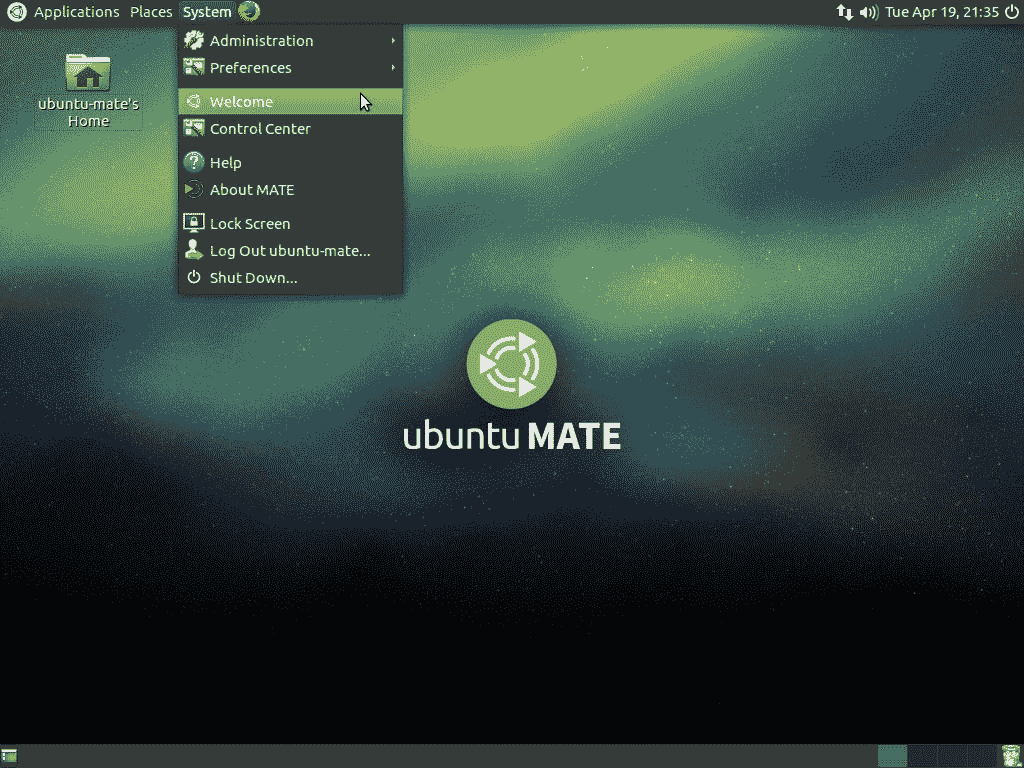 Applications Places System Tue Apr 19, 21:35
Administration
Preferences
Welcome
Control Center
Help
About MATE
Lock Screen
Log Out ubuntu-mate...
Shut Down...
ubuntu-mate's
Home
ubuntu MATE